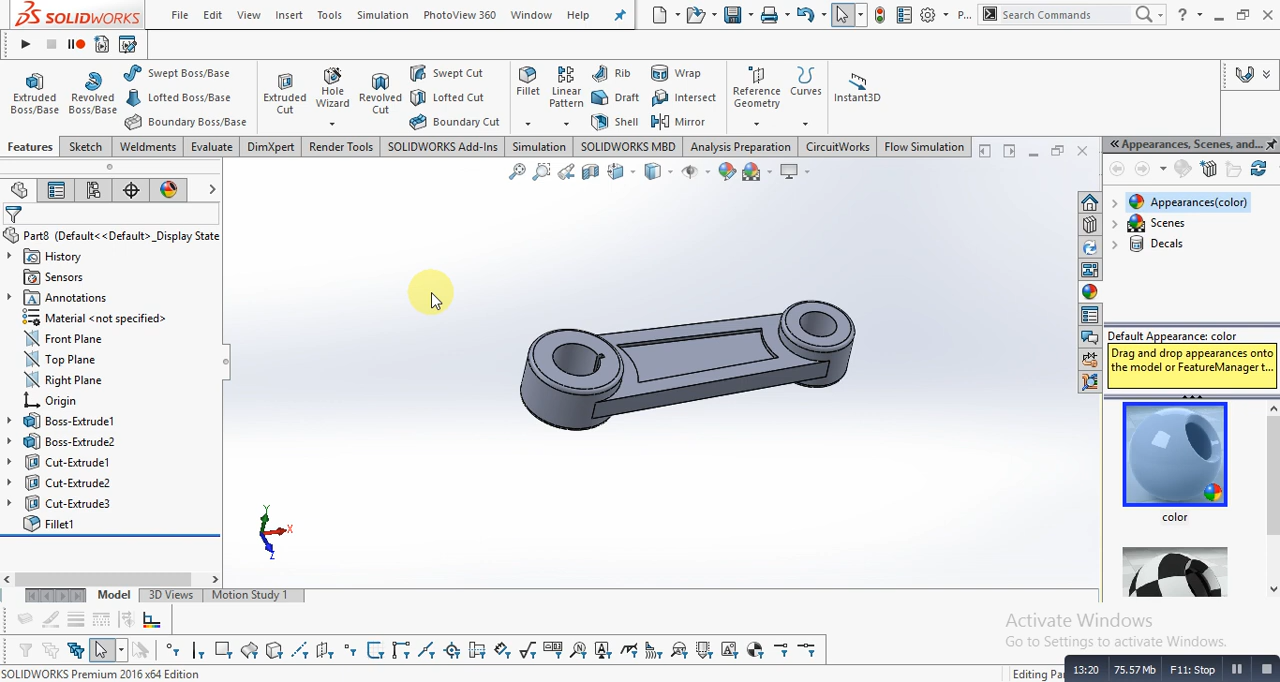 SOLIDWORKS
File Edit View Insert Tools Simulation PhotoView 360 Window Help
P... Search Commands
Extruded Boss/Base
Revolved Boss/Base
Swept Boss/Base
Lofted Boss/Base
Boundary Boss/Base
Extruded Cut
Hole Wizard
Revolved Cut
Swept Cut
Lofted Cut
Boundary Cut
Fillet
Linear Pattern
Rib
Draft
Shell
Wrap
Intersect
Mirror
Reference Geometry
Curves
Instant3D
Features Sketch Weldments Evaluate DimXpert Render Tools SOLIDWORKS Add-Ins Simulation SOLIDWORKS MBD Analysis Preparation CircuitWorks Flow Simulation
Appearances, Scenes, and...
Part8 (Default<<Default>_Display State
History
Sensors
Annotations
Material <not specified>
Front Plane
Top Plane
Right Plane
Origin
Boss-Extrude1
Boss-Extrude2
Cut-Extrude1
Cut-Extrude2
Cut-Extrude3
Fillet1
Y
X
Z
Appearances(color)
Scenes
Decals
Default Appearance: color
Drag and drop appearances onto
the model or FeatureManager t...
color
Model 3D Views Motion Study 1
Activate Windows
Go to Settings to activate Windows.
SOLIDWORKS Premium 2016 x64 Edition
Editing Pa
13:20 75.57 Mb F11: Stop